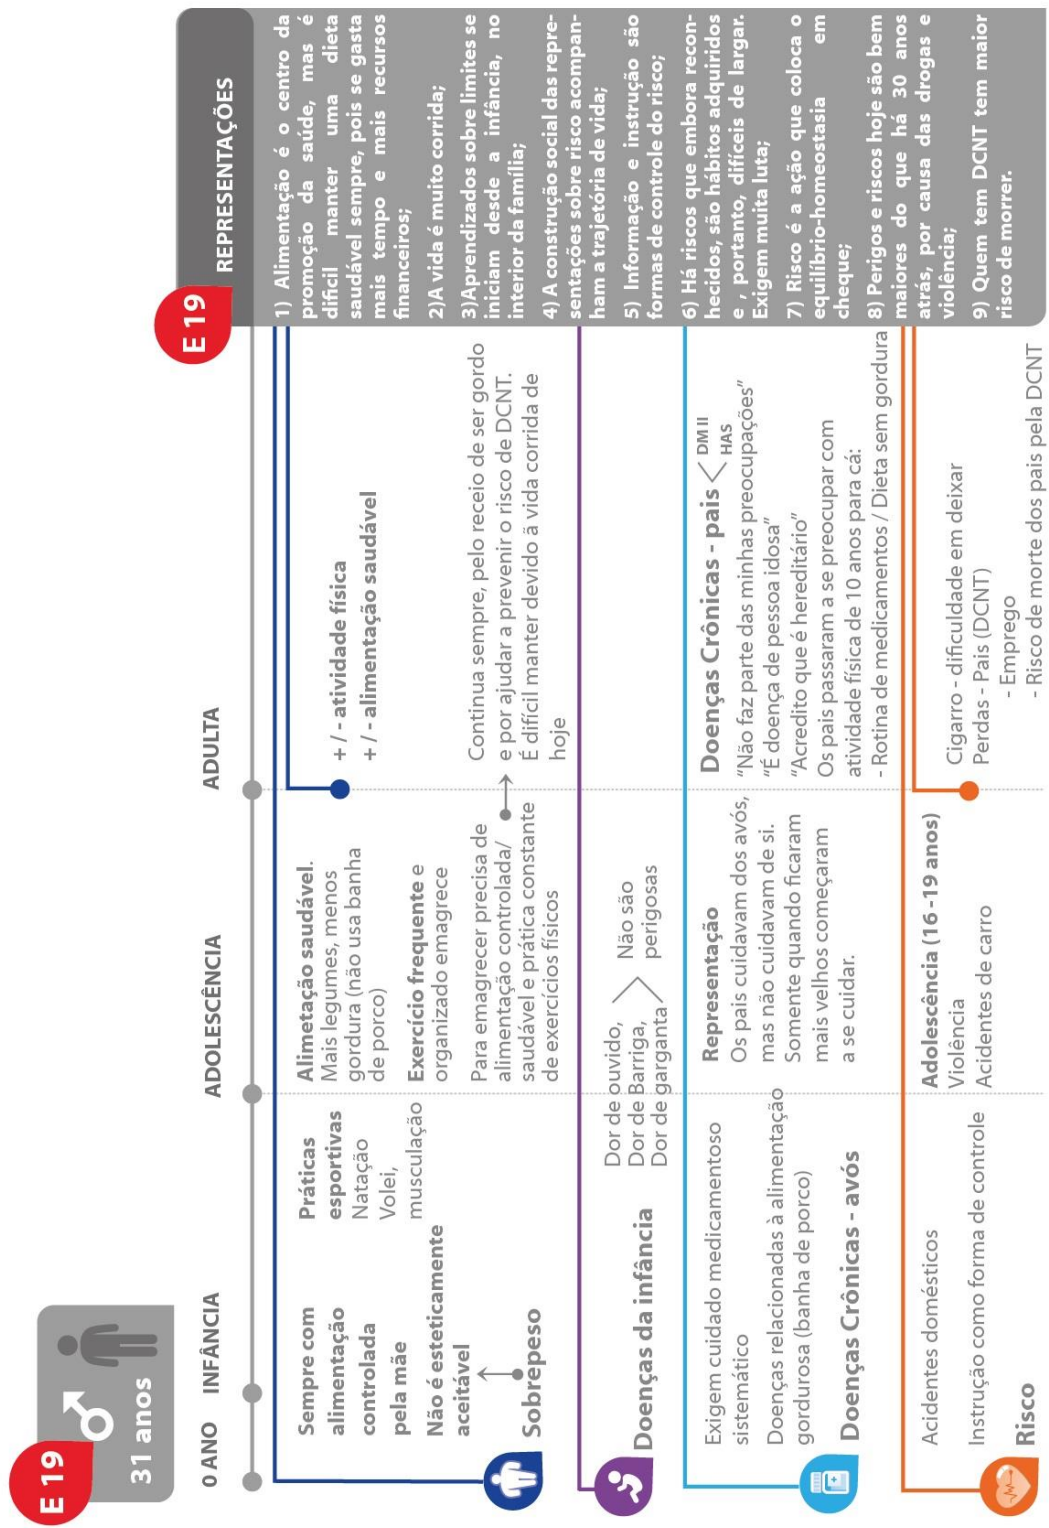 E 19
31 anos
0 ANO
INFÂNCIA
ADOLESCÊNCIA
ADULTA
E 19
REPRESENTAÇÕES
Sempre com
alimentação
controlada
pela mãe
Não é esteticamente
aceitável
Sobrepeso
Práticas
esportivas
Natação
Volei,
musculação
Alimetação saudável.
Mais legumes, menos
gordura (não usa banha
de porco)
Exercício frequente e
organizado emagrece
Para emagrecer precisa de
alimentação controlada/
saudável e prática constante
de exercícios físicos
+ / - atividade física
+ / - alimentação saudável
Continua sempre, pelo receio de ser gordo
e por ajudar a prevenir o risco de DCNT.
É difícil manter devido ã vida corrida de
hoje
Doenças da infância
Dor de ouvido,
Dor de Barriga,
Dor de garganta
Não são
perigosas
Exigem cuidado medicamentoso
sistemático
Doenças relacionadas à alimentação
gordurosa (banha de porco)
Doenças Crônicas - avós
Representação
Os pais cuidavam dos avós,
mas não cuidavam de si.
Somente quando ficaram
mais velhos começaram
a se cuidar.
Doenças Crônicas - pais
DM II
HAS
“Não faz parte das minhas preocupações”
“É doença de pessoa idosa”
“Acredito que é hereditário”
Os pais passaram a se preocupar com
atividade física de 10 anos para cá:
- Rotina de medicamentos / Dieta sem gordura
Acidentes domésticos
Instrução como forma de controle
Risco
Adolescência (16 -19 anos)
Violência
Acidentes de carro
Cigarro - dificuldade em deixar
Perdas - Pais (DCNT)
- Emprego
- Risco de morte dos pais pela DCNT
1) Alimentação é o centro da
promoção da saúde, mas é
difícil manter uma dieta
saudável sempre, pois se gasta
mais tempo e mais recursos
financeiros;
2)A vida é muito corrida;
3)Aprendizados sobre limites se
iniciam desde a infância, no
interior da família;
4) A construção social das repre-
sentações sobre risco acompan-
ham a trajetória de vida;
5) Informação e instrução são
formas de controle do risco;
6) Há riscos que embora recon-
hecidos, são hábitos adquiridos
e , portanto, difíceis de largar.
Exigem muita luta;
7) Risco é a ação que coloca o
equilíbrio-homeostasia em
cheque;
8) Perigos e riscos hoje são bem
maiores do que há 30 anos
atrás, por causa das drogas e
violência;
9) Quem tem DCNT tem maior
risco de morrer.